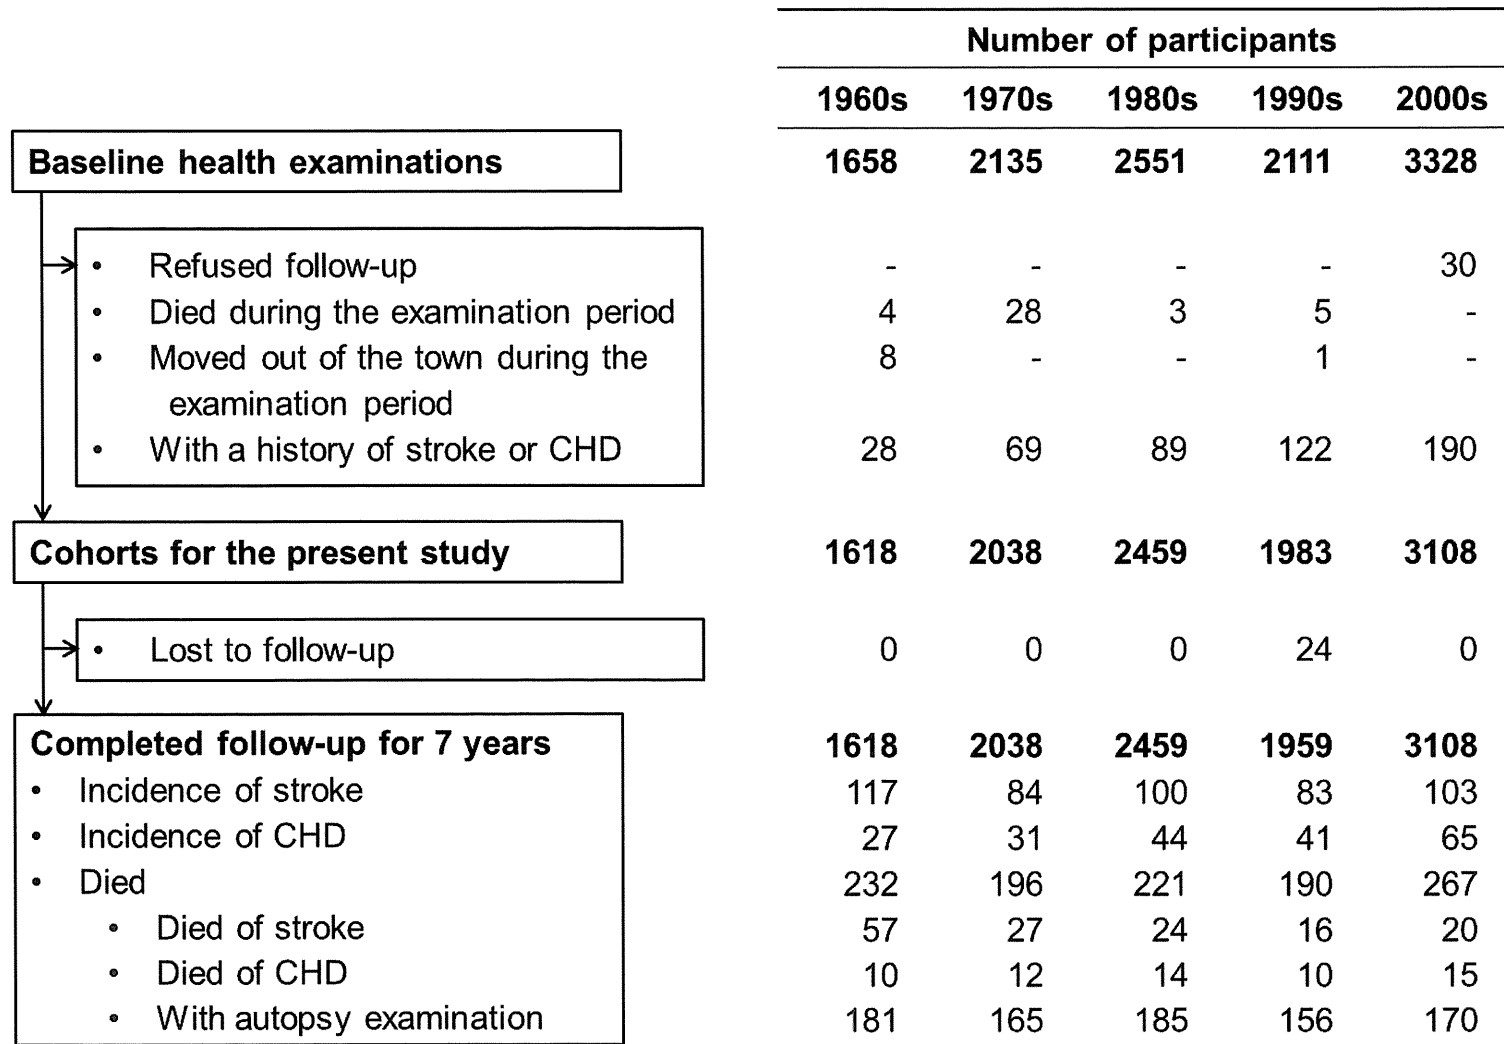 Number of participants
1960s 1970s 1980s 1990s 2000s
Baseline health examinations 1658 2135 2551 2111 3328
• Refused follow-up - - - - 30
• Died during the examination period 4 28 3 5 -
• Moved out of the town during the 8 - - 1 -
examination period
• With a history of stroke or CHD 28 69 89 122 190
Cohorts for the present study 1618 2038 2459 1983 3108
• Lost to follow-up 0 0 0 24 0
Completed follow-up for 7 years 1618 2038 2459 1959 3108
• Incidence of stroke 117 84 100 83 103
• Incidence of CHD 27 31 44 41 65
• Died 232 196 221 190 267
• Died of stroke 57 27 24 16 20
• Died of CHD 10 12 14 10 15
• With autopsy examination 181 165 185 156 170